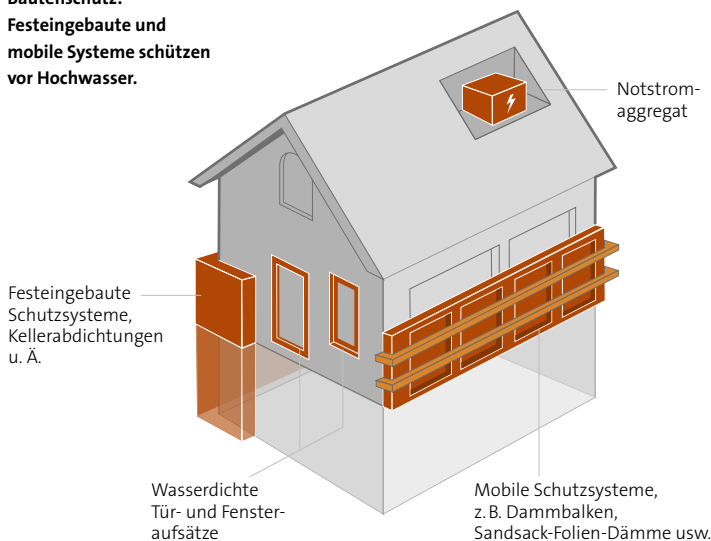 Bautenschutz:
Festeingebaute und
mobile Systeme schützen
vor Hochwasser.
Notstrom-
aggregat
Festeingebaute
Schutzsysteme,
Kellerabdichtungen
u. Ä.
Wasserdichte
Tür- und Fenster-
aufsätze
Mobile Schutzsysteme,
z. B. Dammbalken,
Sandsack-Folien-Dämme usw.